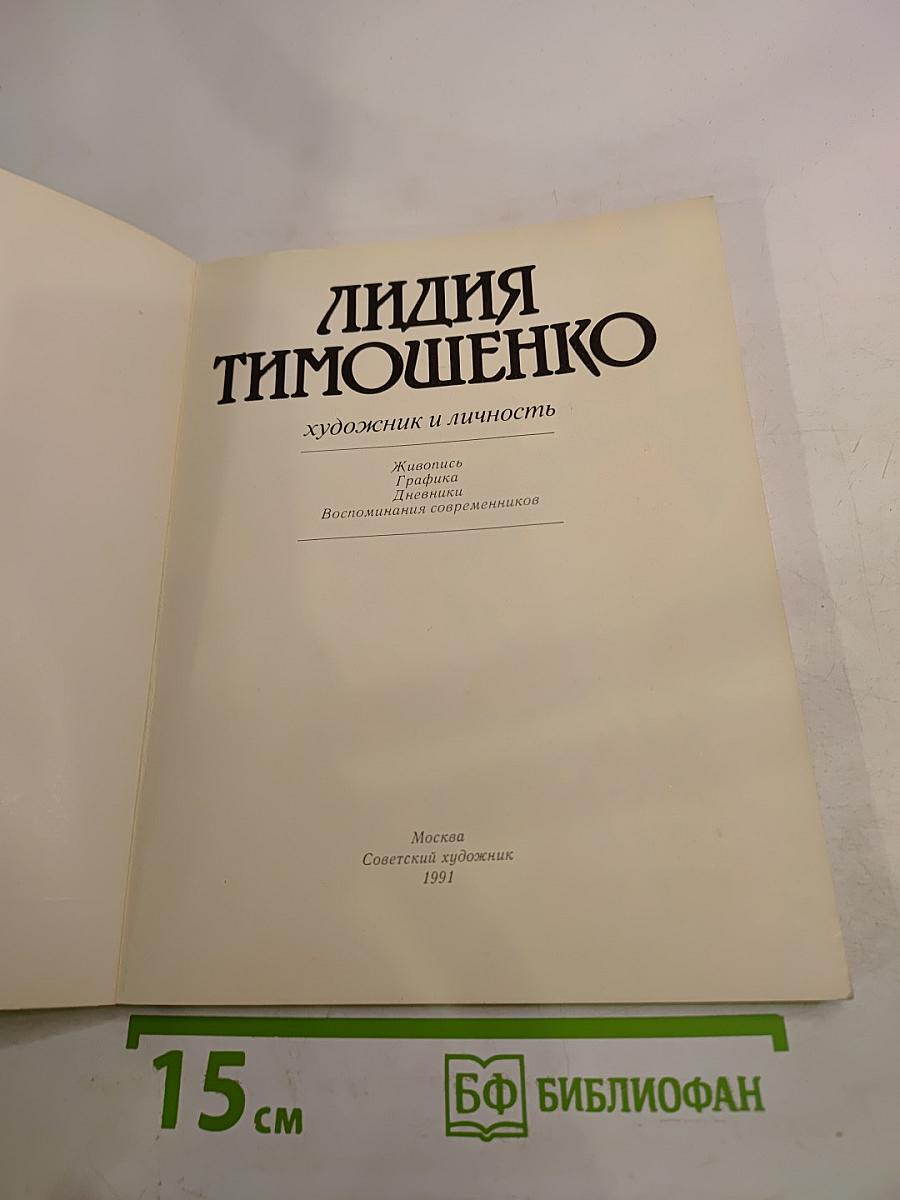 ЛИДИЯ
ТИМОШЕНКО
художник и личность
Живопись
Графика
Дневники
Воспоминания современников
Москва
Советский художник
1991
15 см
БФ БИБЛИОФАН